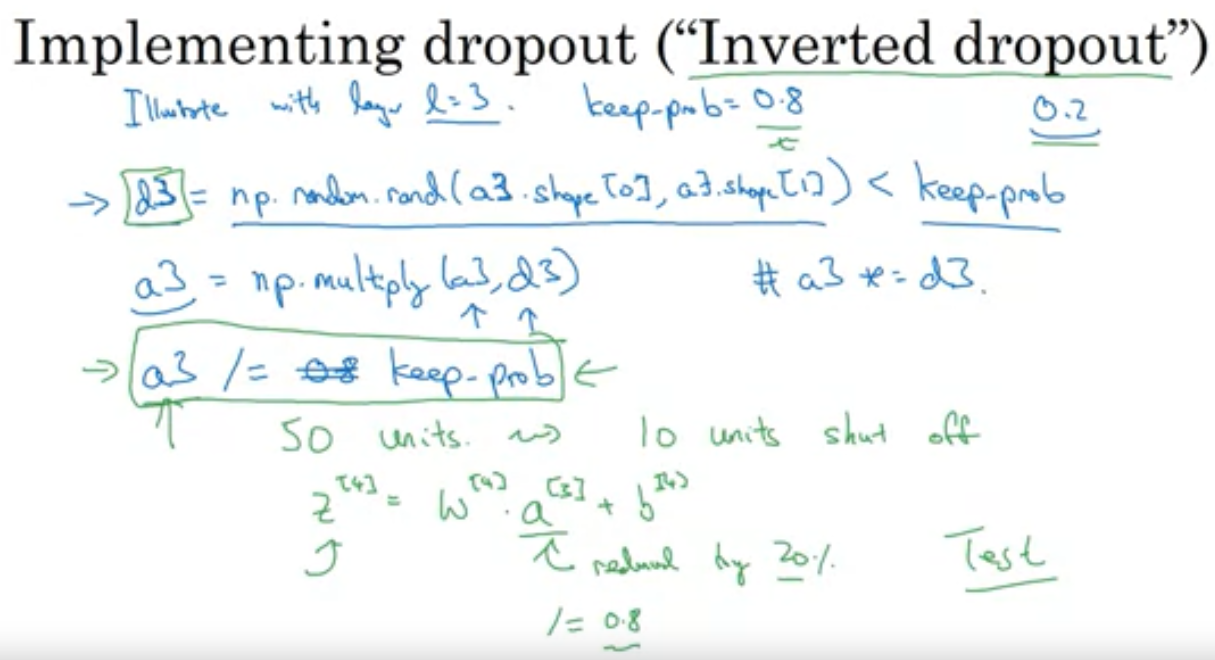 Implementing dropout ("Inverted dropout")
Illustrate with layer l=3. keep-prob= 0.8 0.2
→ d3 = np.random.rand(a3.shape[0], a3.shape[1]) < keep-prob
a3 = np.multiply(a3, d3) # a3 *= d3.
↑ ↑
→ a3 /= 0.8 keep-prob ←
↑ 50 units. ⇝ 10 units shut off
z^[4] = W^[4] · a^[3] + b^[4]
reduced by 20% Test
/= 0.8